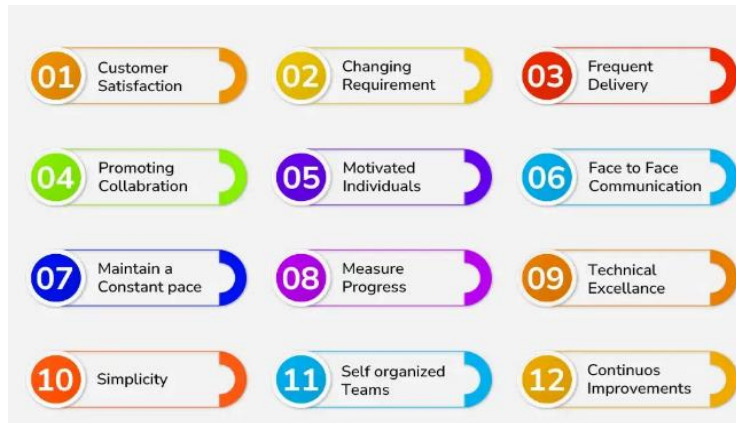 01
Customer
Satisfaction
02
Changing
Requirement
03
Frequent
Delivery
04
Promoting
Collabration
05
Motivated
Individuals
06
Face to Face
Communication
07
Maintain a
Constant pace
08
Measure
Progress
09
Technical
Excellance
10
Simplicity
11
Self organized
Teams
12
Continuos
Improvements